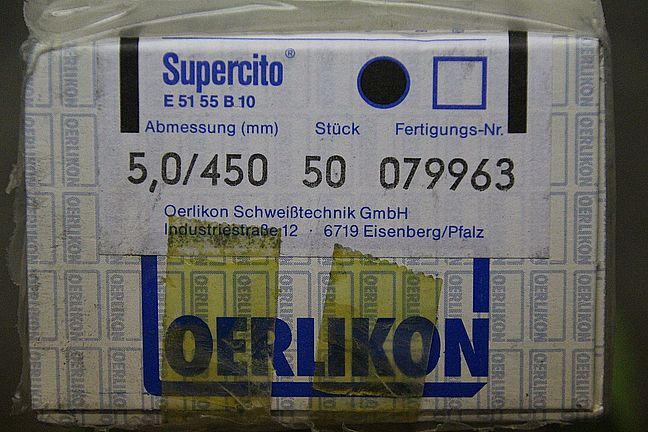 Supercito®
E 51 55 B 10
Abmessung (mm) Stück Fertigungs-Nr.
5,0/450 50 079963
Oerlikon Schweißtechnik GmbH
Industriestraße 12 · 6719 Eisenberg/Pfalz
OERLIKON